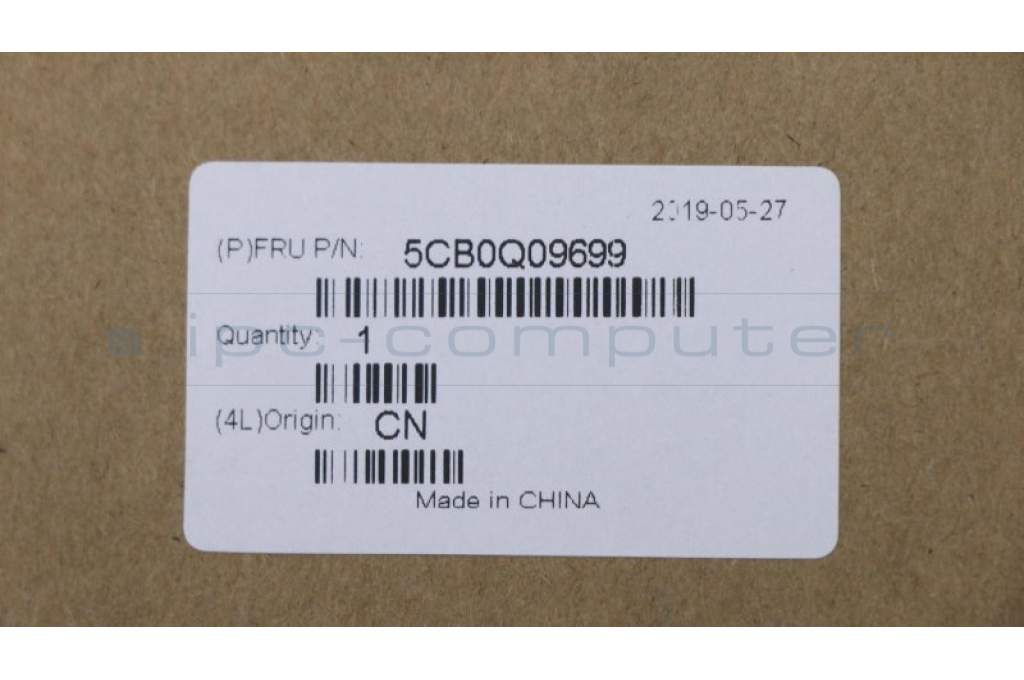 2019-05-27
(P)FRU P/N: 5CB0Q09699
Quantity: 1
ipc-computer
(4L)Origin: CN
Made in CHINA